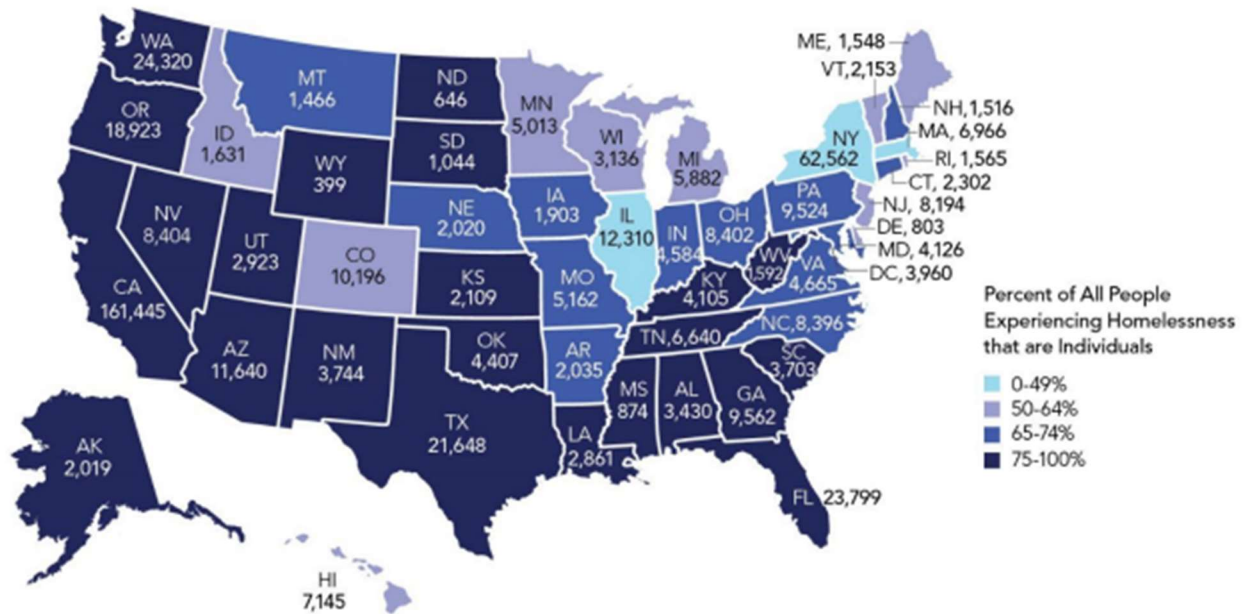 WA
24,320
OR
18,923
ID
1,631
MT
1,466
ND
646
SD
1,044
WY
399
MN
5,013
WI
3,136
MI
5,882
NY
62,562
ME, 1,548
VT,2,153
NH, 1,516
MA, 6,966
RI, 1,565
CT, 2,302
NJ, 8,194
DE, 803
MD, 4,126
DC, 3,960
PA
9,524
NV
8,404
UT
2,923
CO
10,196
NE
2,020
IA
1,903
IL
12,310
IN
4,584
OH
8,402
WV
1,592
VA
4,665
CA
161,445
KS
2,109
MO
5,162
KY
4,105
NC,8,396
TN,6,640
AZ
11,640
NM
3,744
OK
4,407
AR
2,035
SC
3,703
MS
874
AL
3,430
GA
9,562
TX
21,648
LA
2,861
FL 23,799
AK
2,019
HI
7,145
Percent of All People
Experiencing Homelessness
that are Individuals
0-49%
50-64%
65-74%
75-100%